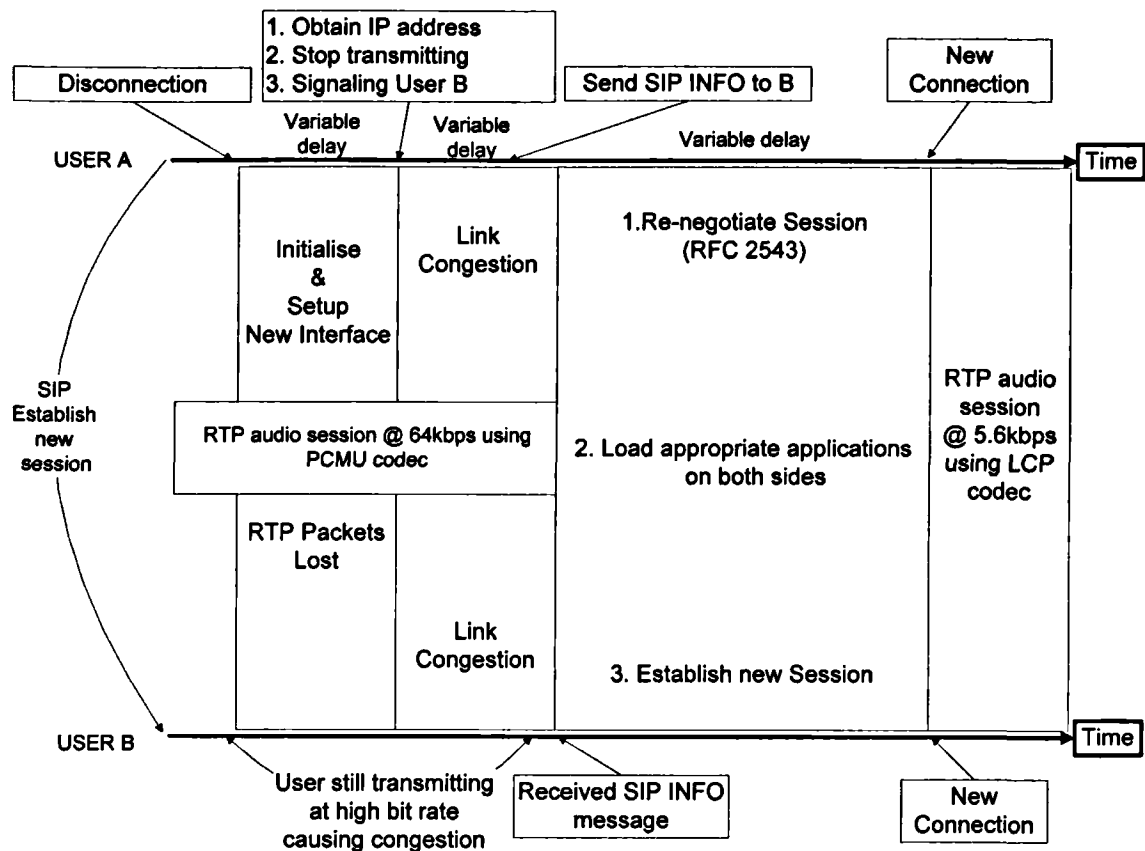 1. Obtain IP address
2. Stop transmitting
3. Signaling User B
Disconnection
Send SIP INFO to B
New
Connection
Variable
delay
Variable
delay
Variable delay
USER A
Time
1.Re-negotiate Session
(RFC 2543)
Link
Congestion
Initialise
&
Setup
New Interface
SIP
Establish
new
session
RTP audio session @ 64kbps using
PCMU codec
2. Load appropriate applications
on both sides
RTP audio
session
@ 5.6kbps
using LCP
codec
RTP Packets
Lost
Link
Congestion
3. Establish new Session
USER B
Time
User still transmitting
at high bit rate
causing congestion
Received SIP INFO
message
New
Connection